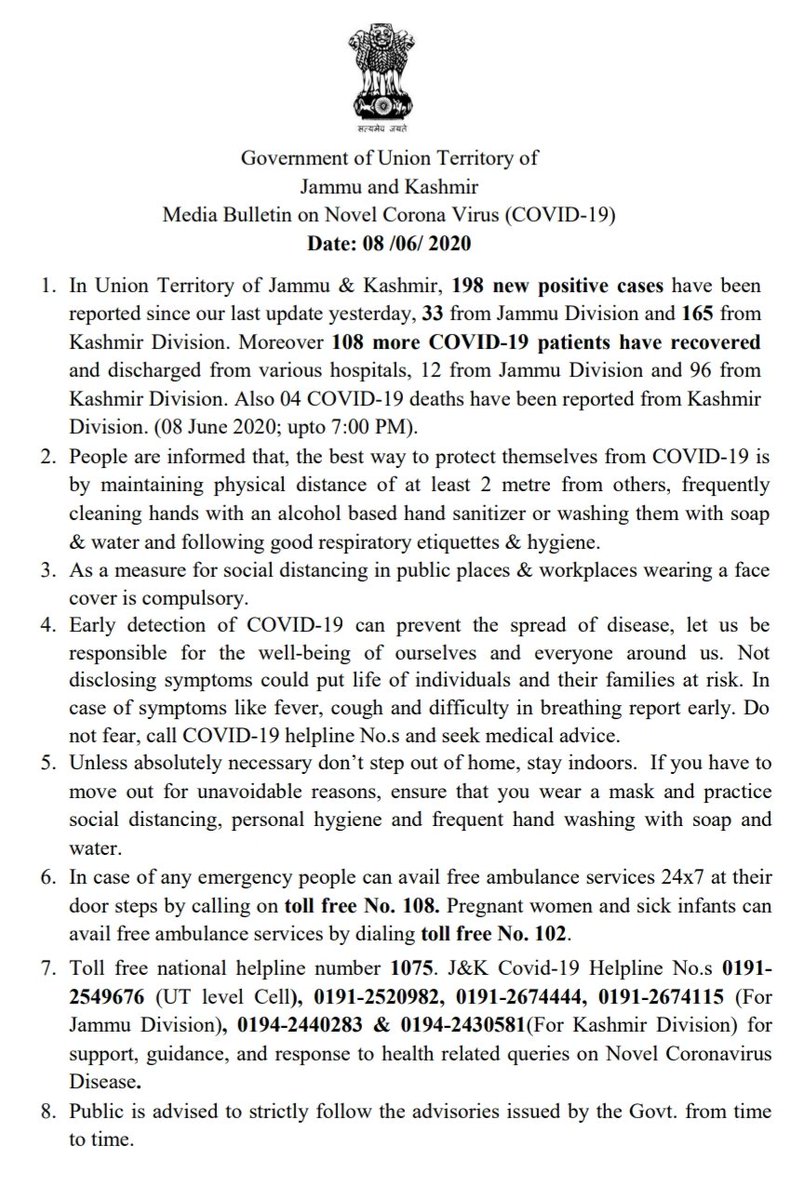 सत्यमेव जयते
Government of Union Territory of
Jammu and Kashmir
Media Bulletin on Novel Corona Virus (COVID-19)
Date: 08 /06/ 2020
1. In Union Territory of Jammu & Kashmir, 198 new positive cases have been
reported since our last update yesterday, 33 from Jammu Division and 165 from
Kashmir Division. Moreover 108 more COVID-19 patients have recovered
and discharged from various hospitals, 12 from Jammu Division and 96 from
Kashmir Division. Also 04 COVID-19 deaths have been reported from Kashmir
Division. (08 June 2020; upto 7:00 PM).
2. People are informed that, the best way to protect themselves from COVID-19 is
by maintaining physical distance of at least 2 metre from others, frequently
cleaning hands with an alcohol based hand sanitizer or washing them with soap
& water and following good respiratory etiquettes & hygiene.
3. As a measure for social distancing in public places & workplaces wearing a face
cover is compulsory.
4. Early detection of COVID-19 can prevent the spread of disease, let us be
responsible for the well-being of ourselves and everyone around us. Not
disclosing symptoms could put life of individuals and their families at risk. In
case of symptoms like fever, cough and difficulty in breathing report early. Do
not fear, call COVID-19 helpline No.s and seek medical advice.
5. Unless absolutely necessary don’t step out of home, stay indoors. If you have to
move out for unavoidable reasons, ensure that you wear a mask and practice
social distancing, personal hygiene and frequent hand washing with soap and
water.
6. In case of any emergency people can avail free ambulance services 24x7 at their
door steps by calling on toll free No. 108. Pregnant women and sick infants can
avail free ambulance services by dialing toll free No. 102.
7. Toll free national helpline number 1075. J&K Covid-19 Helpline No.s 0191-
2549676 (UT level Cell), 0191-2520982, 0191-2674444, 0191-2674115 (For
Jammu Division), 0194-2440283 & 0194-2430581(For Kashmir Division) for
support, guidance, and response to health related queries on Novel Coronavirus
Disease.
8. Public is advised to strictly follow the advisories issued by the Govt. from time
to time.